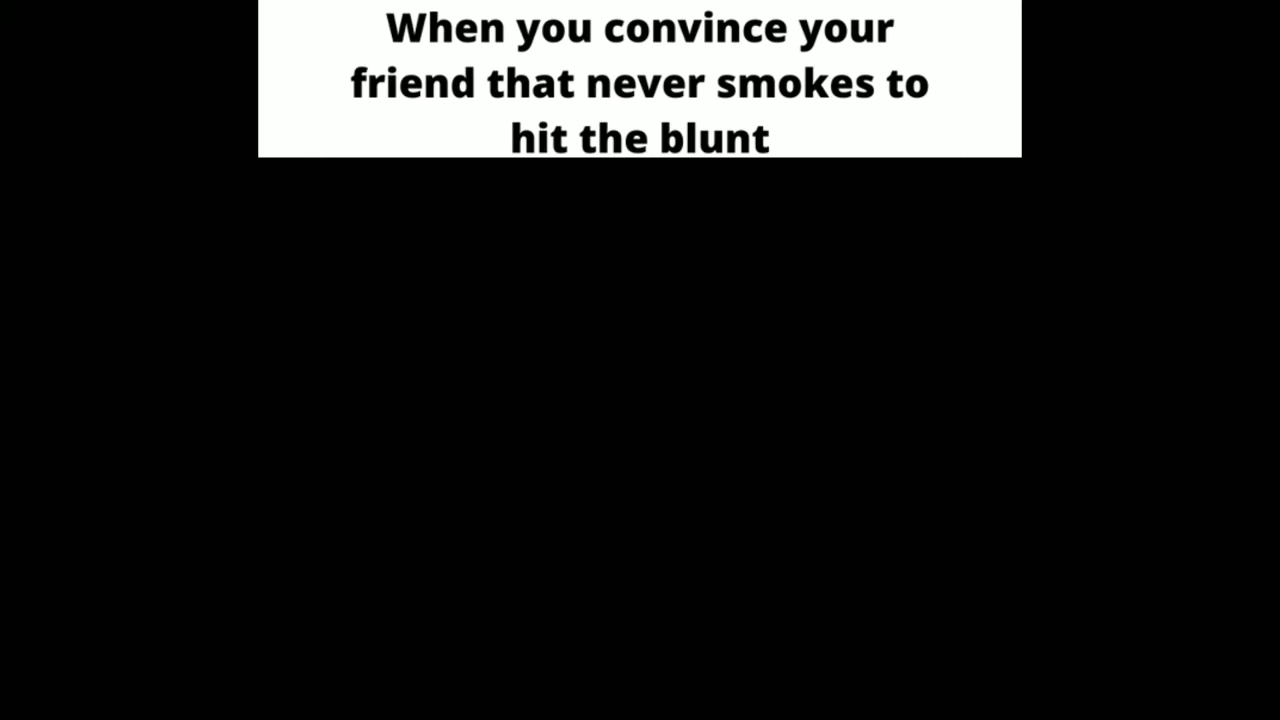 When you convince your
friend that never smokes to
hit the blunt